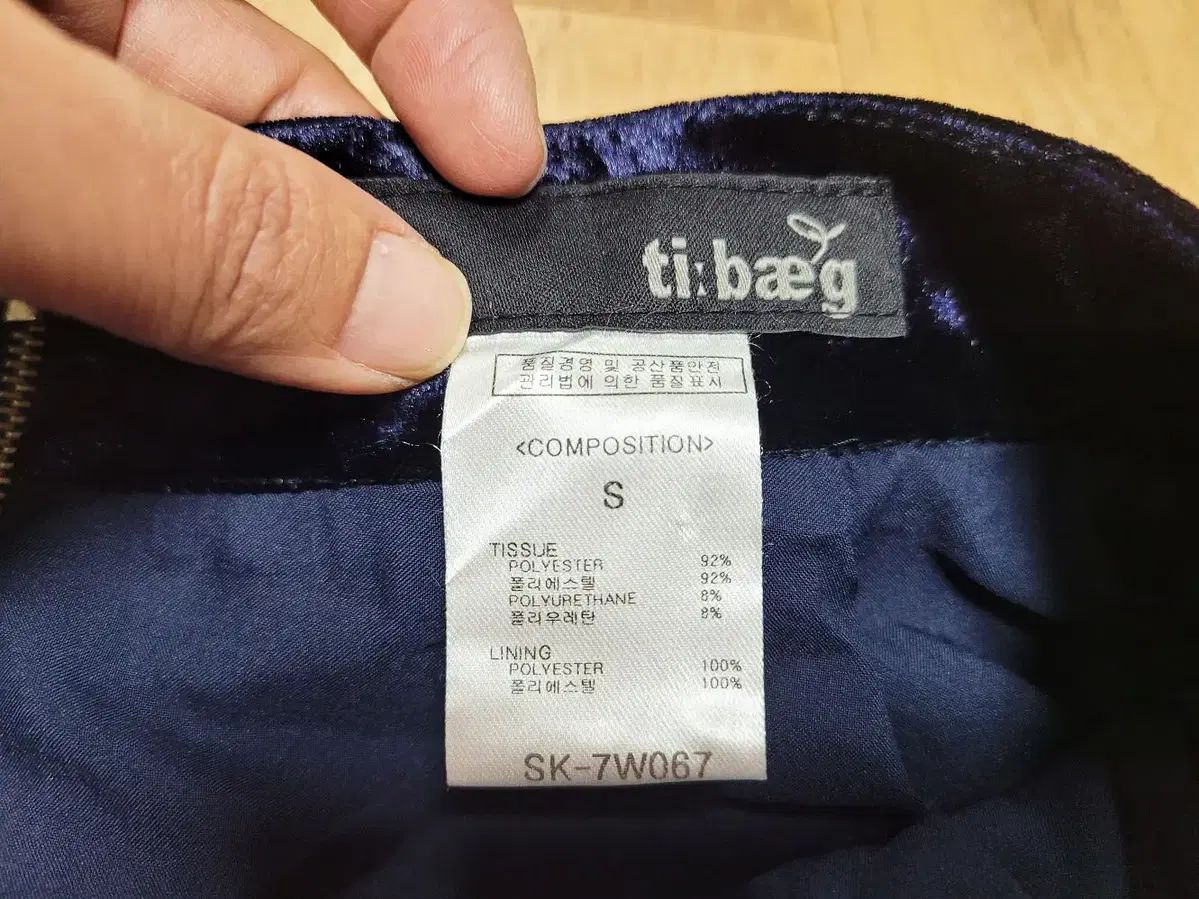 ti:bæg
품질경영 및 공산품안전
관리법에 의한 품질표시
<COMPOSITION>
S
TISSUE
POLYESTER 92%
폴리에스텔 92%
POLYURETHANE 8%
폴리우레탄 8%
LINING
POLYESTER 100%
폴리에스텔 100%
SK-7W067